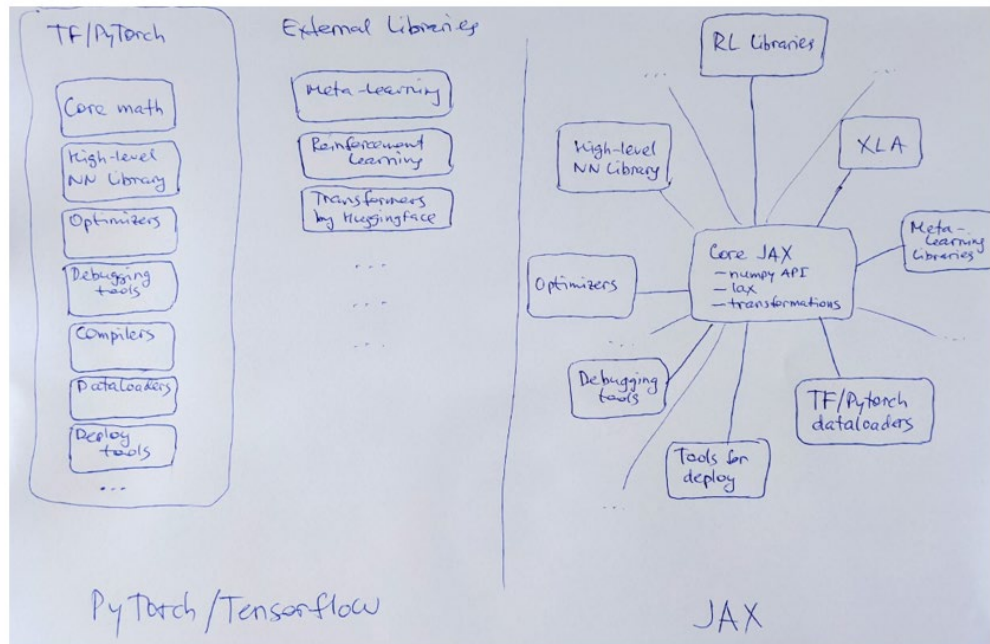 TF/PyTorch
Core math
High-level
NN Library
Optimizers
Debugging
tools
Compilers
Dataloaders
Deploy
tools
...
External Libraries
Meta-learning
Reinforcement
Learning
Transformers
by Huggingface
...
...
...
PyTorch/Tensorflow
RL Libraries
...
...
High-level
NN Library
XLA
Meta-
Learning
Libraries
Core JAX
– numpy API
– lax
– transformations
Optimizers
...
...
Debugging
tools
TF/Pytorch
dataloaders
Tools for
deploy
...
JAX